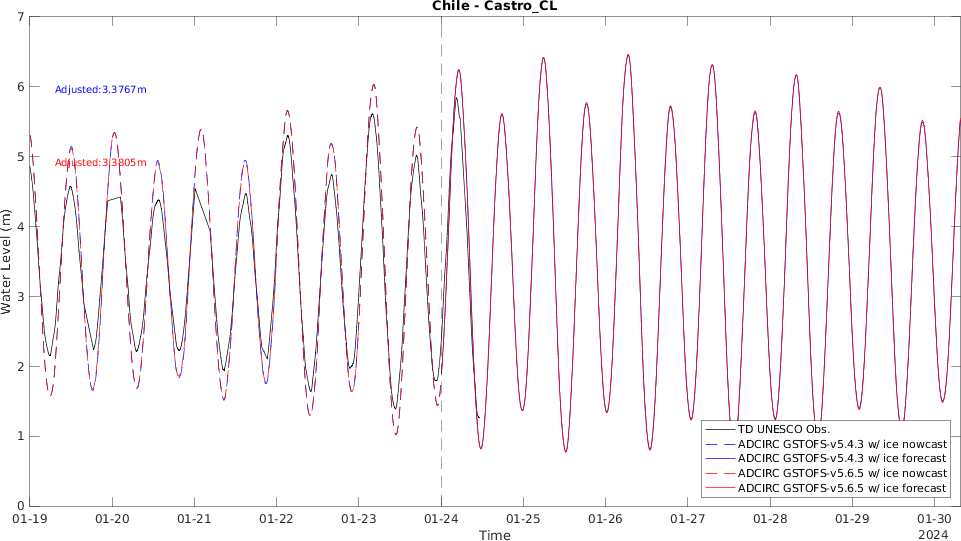 Chile - Castro_CL
Water Level (m)
7
6
5
4
3
2
1
0
Adjusted:3.3767m
Adjusted:3.3805m
TD UNESCO Obs.
ADCIRC GSTOFS-v5.4.3 w/ ice nowcast
ADCIRC GSTOFS-v5.4.3 w/ ice forecast
ADCIRC GSTOFS-v5.6.5 w/ ice nowcast
ADCIRC GSTOFS-v5.6.5 w/ ice forecast
01-19 01-20 01-21 01-22 01-23 01-24 01-25 01-26 01-27 01-28 01-29 01-30
Time
2024